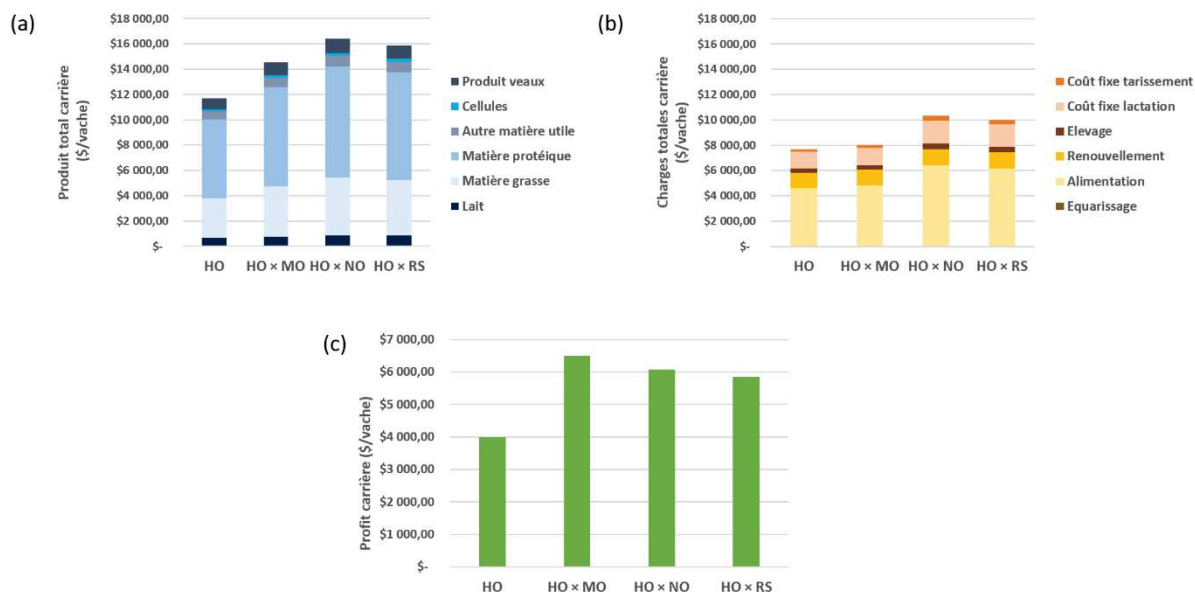 (a)
Produit total carrière
($/vache)
$18 000,00
$16 000,00
$14 000,00
$12 000,00
$10 000,00
$8 000,00
$6 000,00
$4 000,00
$2 000,00
$-
HO
HO × MO
HO × NO
HO × RS
Produit veaux
Cellules
Autre matière utile
Matière protéique
Matière grasse
Lait
(b)
Charges totales carrière
($/vache)
$18 000,00
$16 000,00
$14 000,00
$12 000,00
$10 000,00
$8 000,00
$6 000,00
$4 000,00
$2 000,00
$-
HO
HO × MO
HO × NO
HO × RS
Coût fixe tarissement
Coût fixe lactation
Elevage
Renouvellement
Alimentation
Equarissage
(c)
Profit carrière ($/vache)
$7 000,00
$6 000,00
$5 000,00
$4 000,00
$3 000,00
$2 000,00
$1 000,00
$-
HO
HO × MO
HO × NO
HO × RS